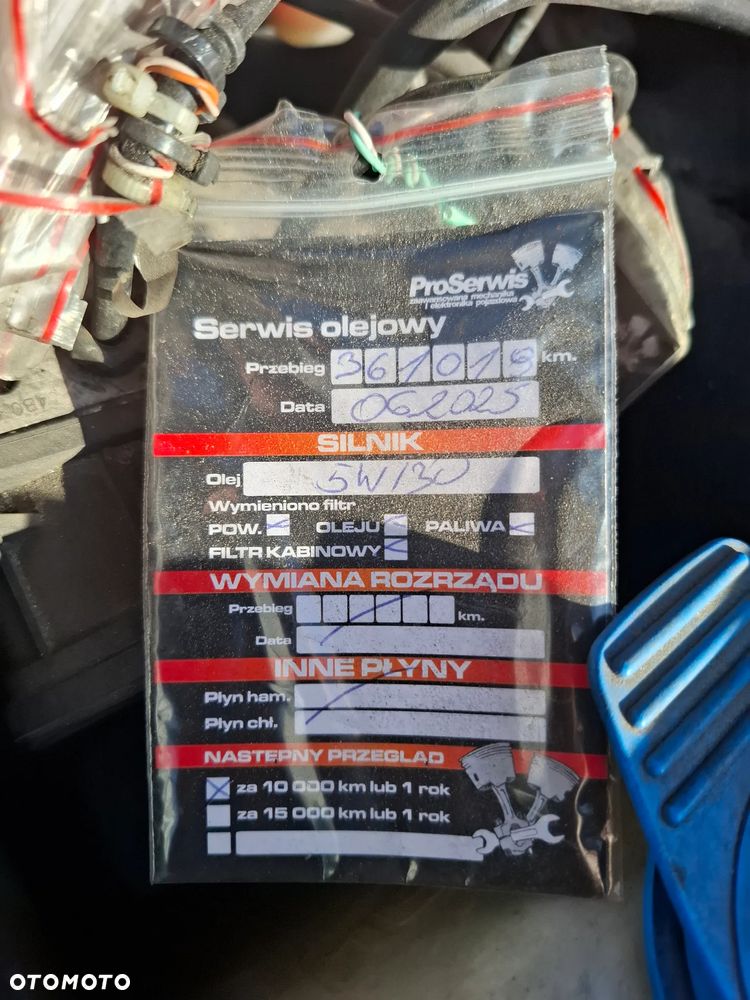 ProSerwis
zaawansowana mechanika
i elektronika pojazdowa
Serwis olejowy
Przebieg 361019 km.
Data 062025
SILNIK
Olej 5W/30
Wymieniono filtr
POW. OLEJU PALIWA
FILTR KABINOWY
WYMIANA ROZRZĄDU
Przebieg km.
Data
INNE PŁYNY
Płyn ham.
Płyn chł.
NASTĘPNY PRZEGLĄD
za 10 000 km lub 1 rok
za 15 000 km lub 1 rok
OTOMOTO